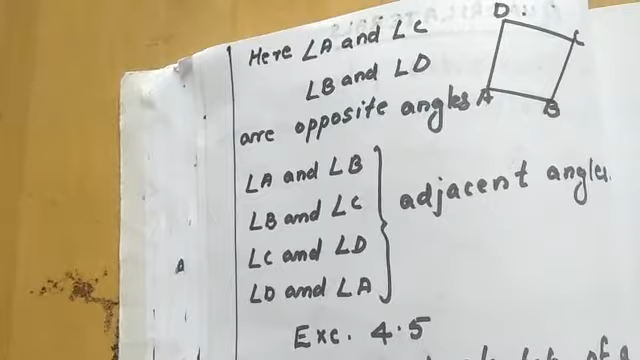 Here ∠A and ∠C
∠B and ∠D
are opposite angles
D
C
A
B
∠A and ∠B
∠B and ∠C
∠C and ∠D
∠D and ∠A
adjacent angles.
Exc. 4.5